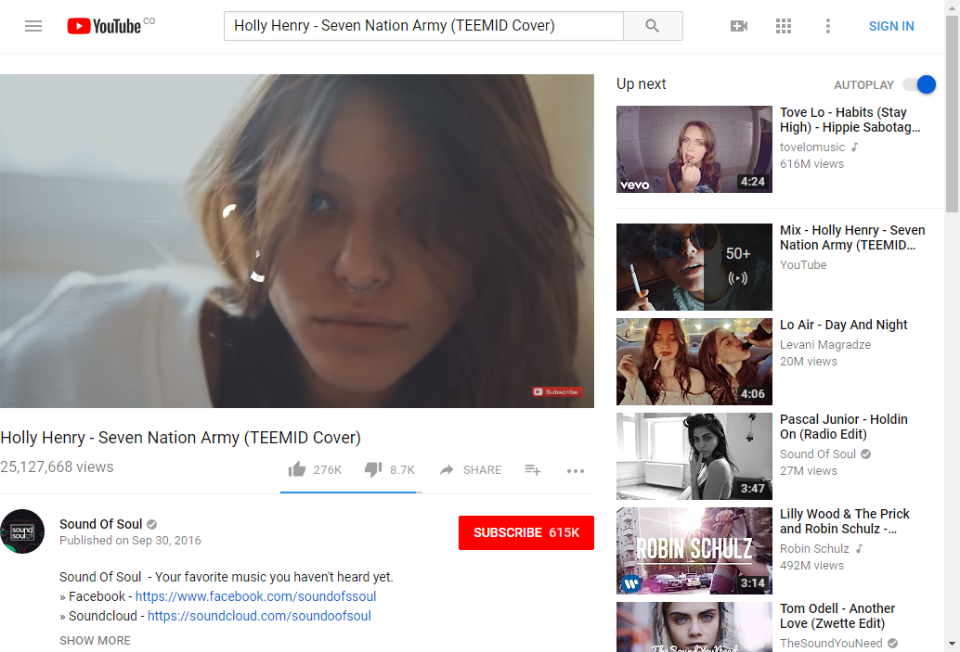 YouTube CO
Holly Henry - Seven Nation Army (TEEMID Cover)
SIGN IN
Subscribe
Holly Henry - Seven Nation Army (TEEMID Cover)
25,127,668 views
276K
8.7K
SHARE
sound
soul
Sound Of Soul
Published on Sep 30, 2016
SUBSCRIBE 615K
Sound Of Soul - Your favorite music you haven't heard yet.
» Facebook - https://www.facebook.com/soundofssoul
» Soundcloud - https://soundcloud.com/soundoofsoul
SHOW MORE
Up next
AUTOPLAY
vevo
4:24
Tove Lo - Habits (Stay
High) - Hippie Sabotag...
tovelomusic
616M views
50+
Mix - Holly Henry - Seven
Nation Army (TEEMID...
YouTube
4:06
Lo Air - Day And Night
Levani Magradze
20M views
3:47
Pascal Junior - Holdin
On (Radio Edit)
Sound Of Soul
27M views
ROBIN SCHULZ
3:14
Lilly Wood & The Prick
and Robin Schulz -...
Robin Schulz
492M views
TheSoundYouNeed
Tom Odell - Another
Love (Zwette Edit)
TheSoundYouNeed